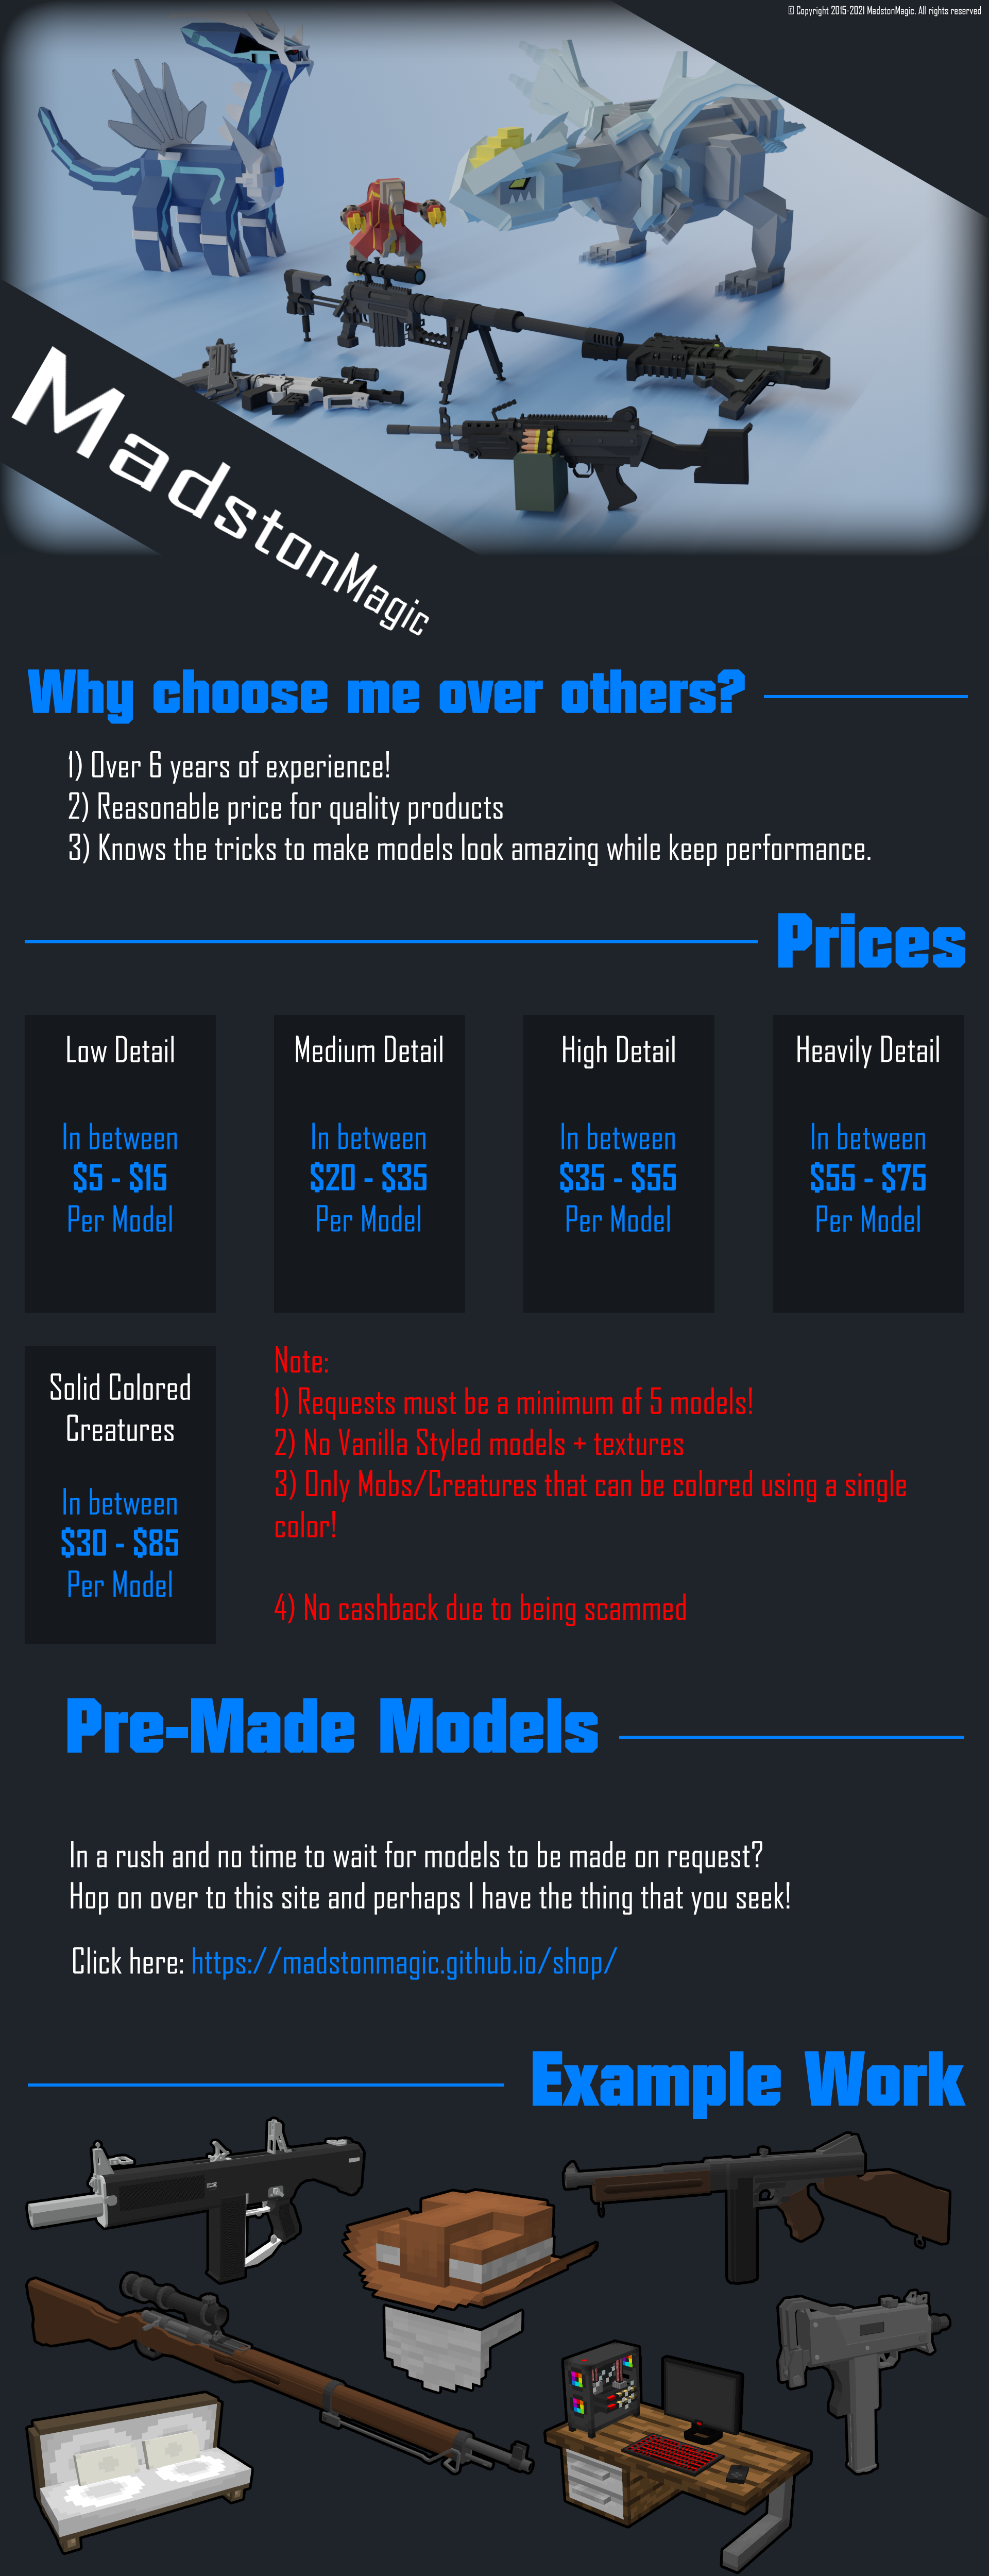 © Copyright 2015-2021 MadstonMagic. All rights reserved
MadstonMagic
Why choose me over others?
1) Over 6 years of experience!
2) Reasonable price for quality products
3) Knows the tricks to make models look amazing while keep performance.
Prices
Low Detail
In between
$5 - $15
Per Model
Medium Detail
In between
$20 - $35
Per Model
High Detail
In between
$35 - $55
Per Model
Heavily Detail
In between
$55 - $75
Per Model
Solid Colored
Creatures
In between
$30 - $85
Per Model
Note:
1) Requests must be a minimum of 5 models!
2) No Vanilla Styled models + textures
3) Only Mobs/Creatures that can be colored using a single
color!
4) No cashback due to being scammed
Pre-Made Models
In a rush and no time to wait for models to be made on request?
Hop on over to this site and perhaps I have the thing that you seek!
Click here: https://madstonmagic.github.io/shop/
Example Work